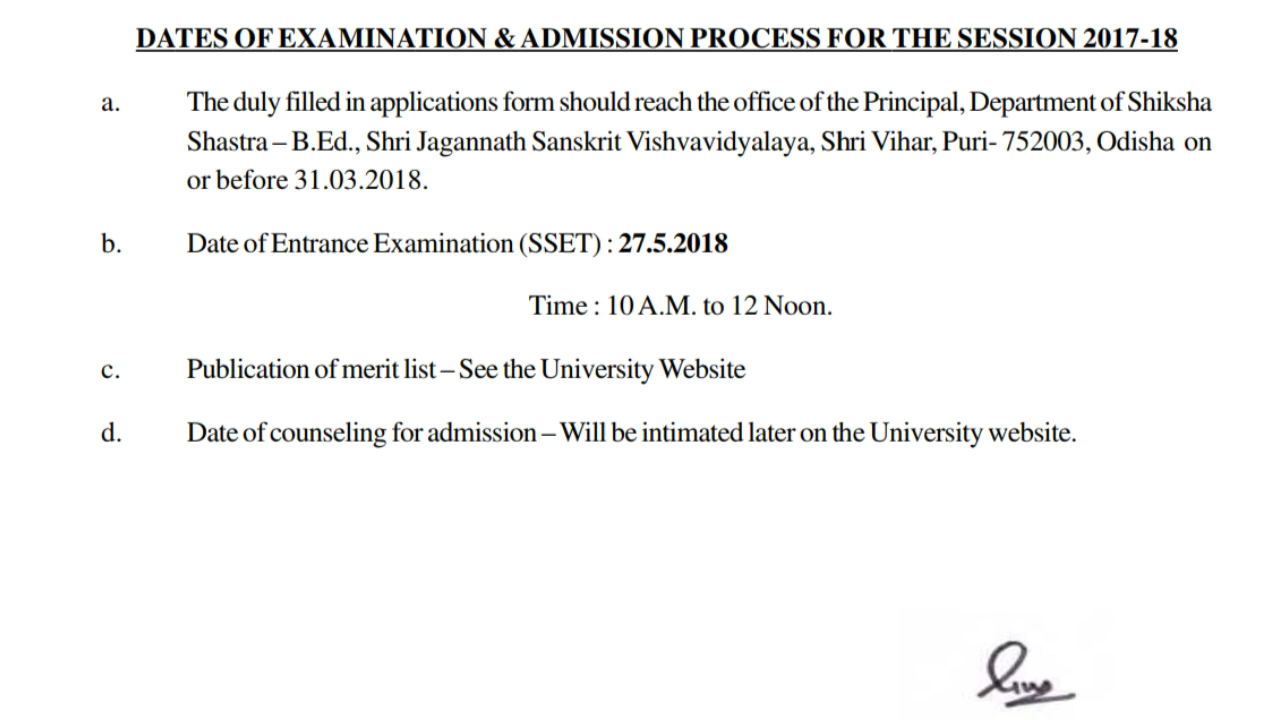 DATES OF EXAMINATION & ADMISSION PROCESS FOR THE SESSION 2017-18
a. The duly filled in applications form should reach the office of the Principal, Department of Shiksha
Shastra – B.Ed., Shri Jagannath Sanskrit Vishvavidyalaya, Shri Vihar, Puri- 752003, Odisha on
or before 31.03.2018.
b. Date of Entrance Examination (SSET) : 27.5.2018
Time : 10 A.M. to 12 Noon.
c. Publication of merit list – See the University Website
d. Date of counseling for admission – Will be intimated later on the University website.